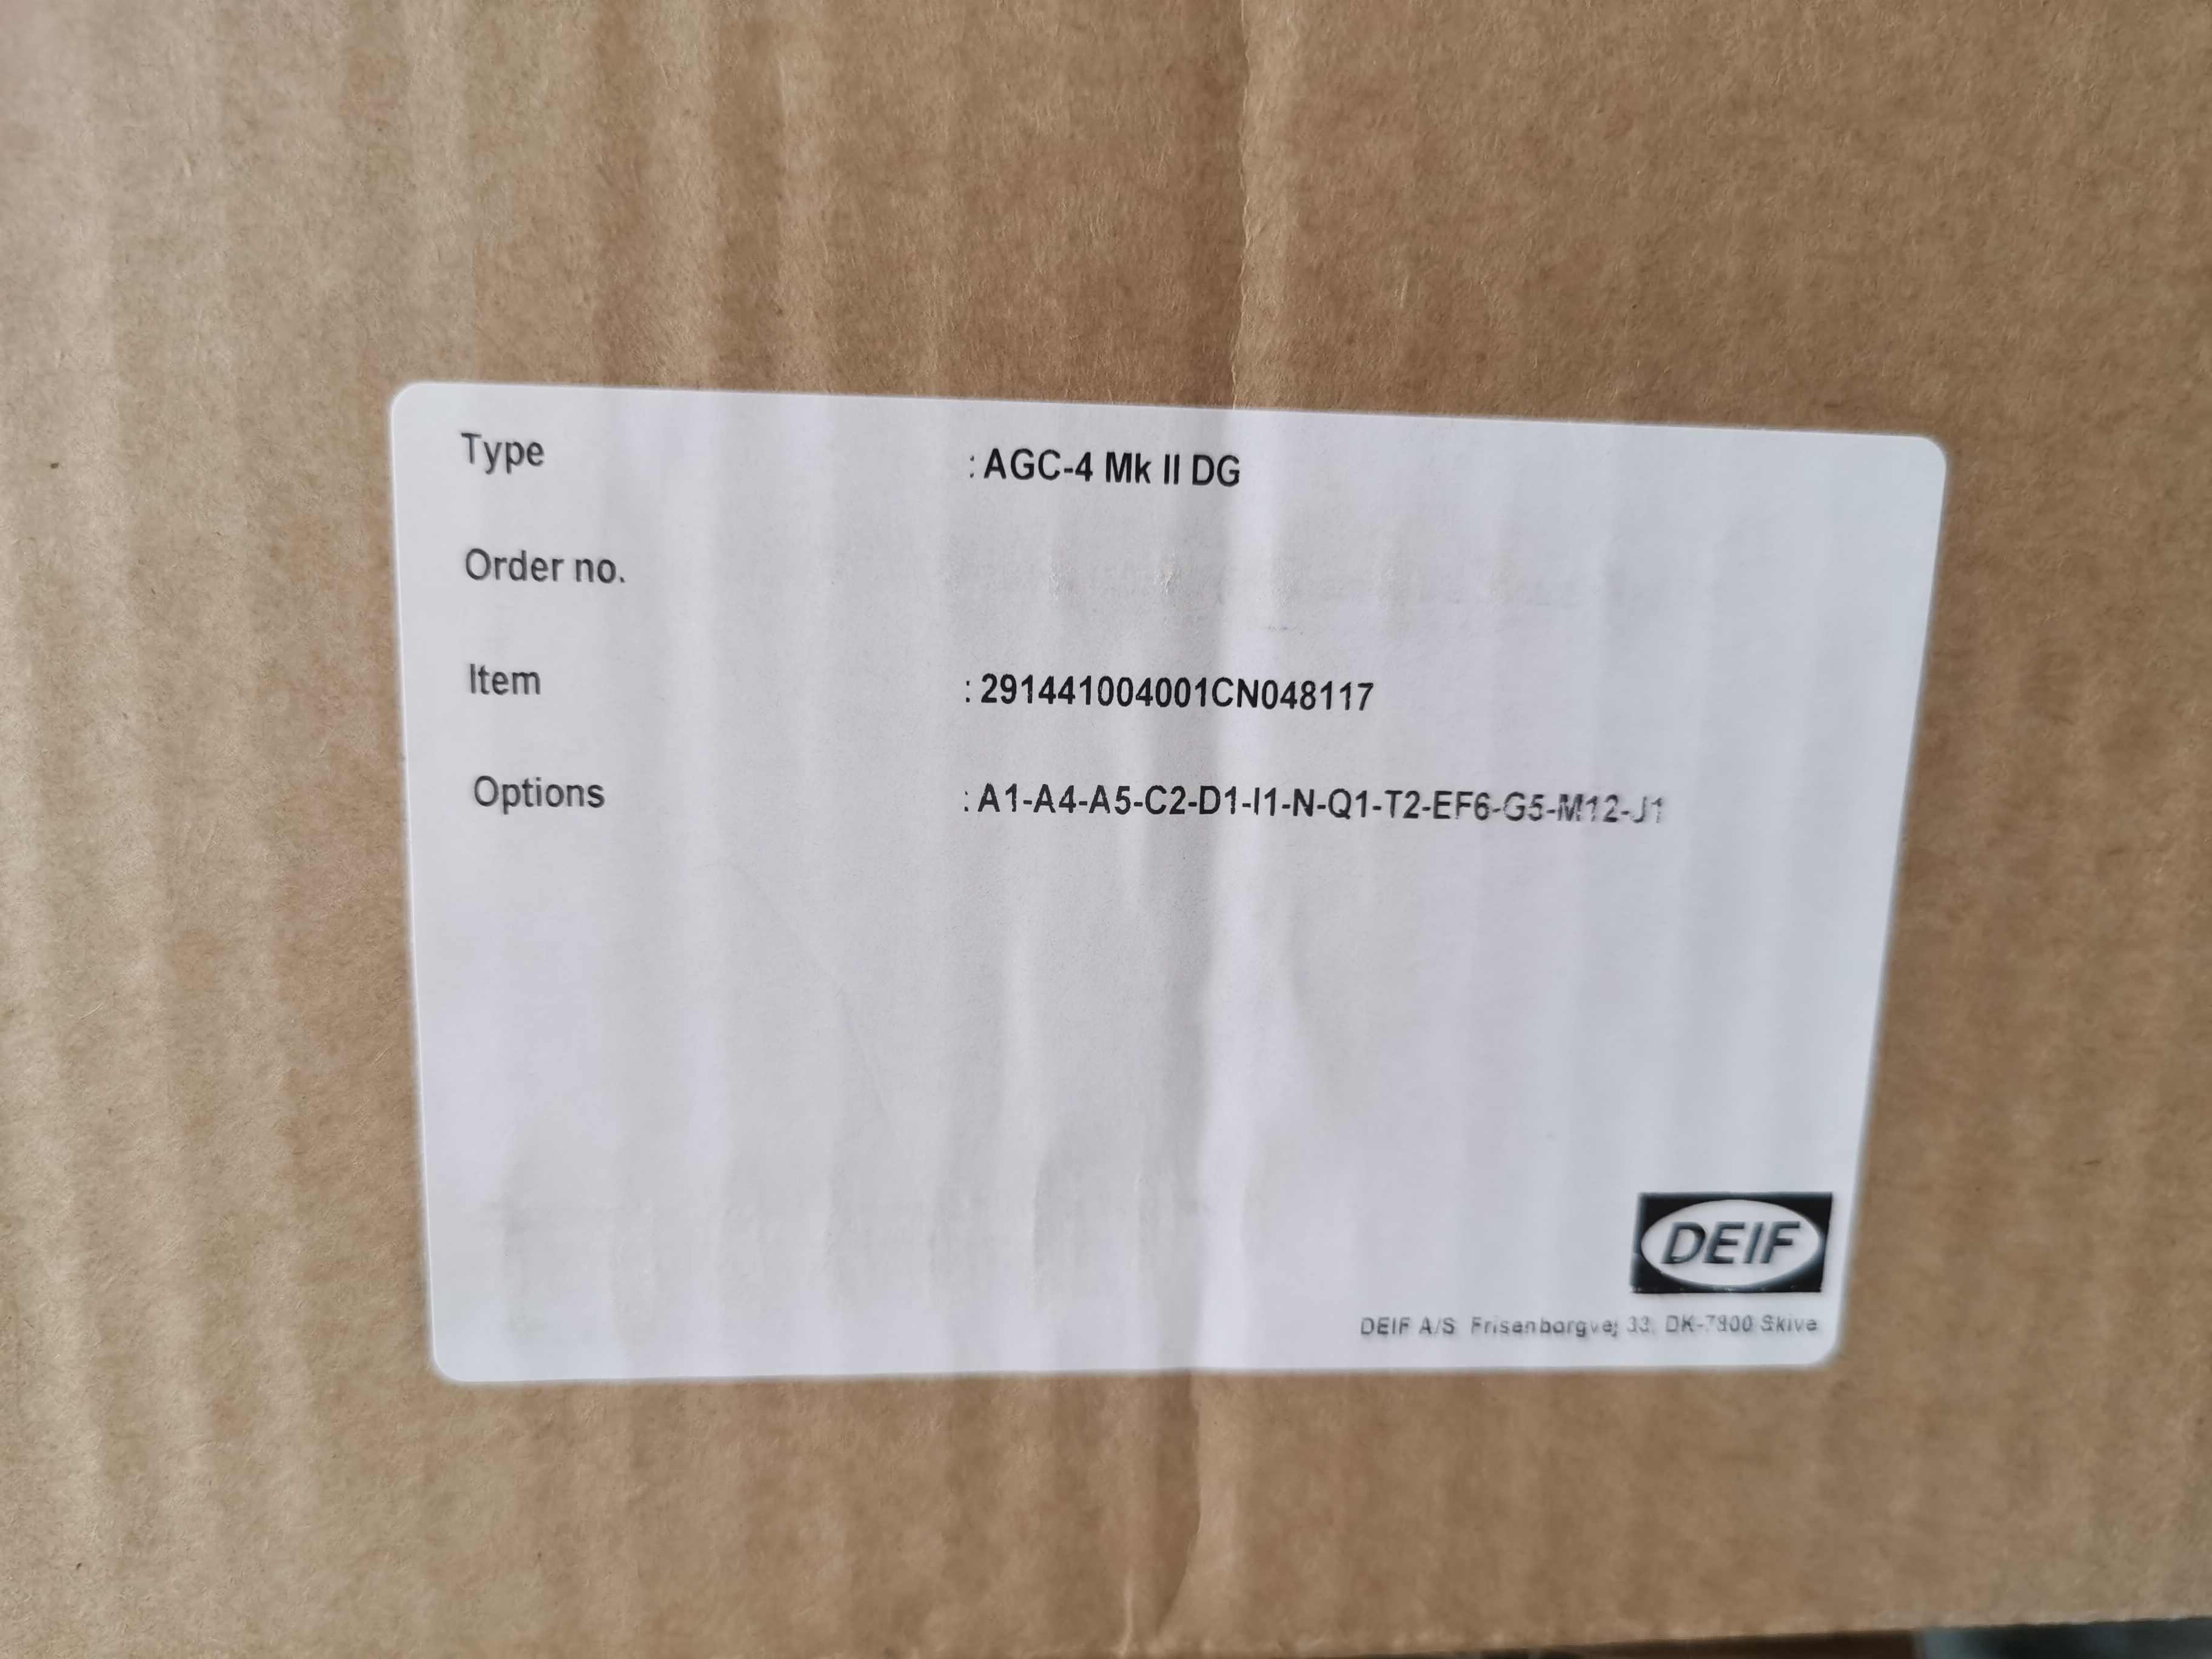 Type : AGC-4 Mk II DG
Order no.
Item : 291441004001CN048117
Options : A1-A4-A5-C2-D1-I1-N-Q1-T2-EF6-G5-M12-J1
DEIF
DEIF A/S Frisenborgvej 33, DK-7800 Skive